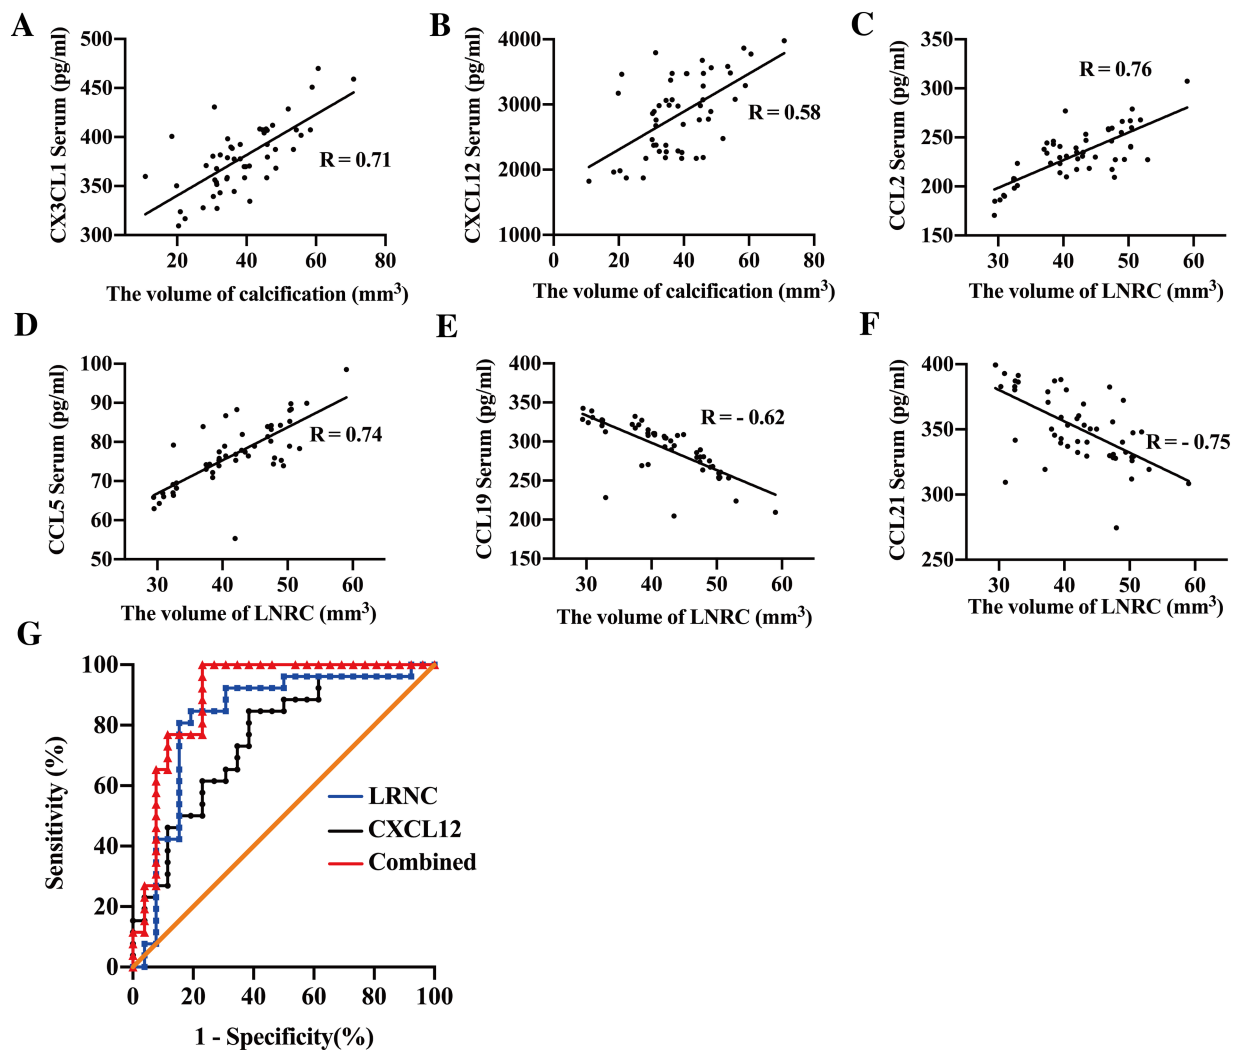 A
CX3CL1 Serum (pg/ml)
500
450
400
350
300
20
40
60
80
R = 0.71
The volume of calcification (mm³)
B
CXCL12 Serum (pg/ml)
4000
3000
2000
1000
0
20
40
60
80
R = 0.58
The volume of calcification (mm³)
C
CCL2 Serum (pg/ml)
350
300
250
200
150
30
40
50
60
R = 0.76
The volume of LNRC (mm³)
D
CCL5 Serum (pg/ml)
100
90
80
70
60
50
30
40
50
60
R = 0.74
The volume of LNRC (mm³)
E
CCL19 Serum (pg/ml)
400
350
300
250
200
150
30
40
50
60
R = - 0.62
The volume of LNRC (mm³)
F
CCL21 Serum (pg/ml)
400
350
300
250
30
40
50
60
R = - 0.75
The volume of LNRC (mm³)
G
Sensitivity (%)
100
80
60
40
20
0
0
20
40
60
80
100
LRNC
CXCL12
Combined
1 - Specificity(%)